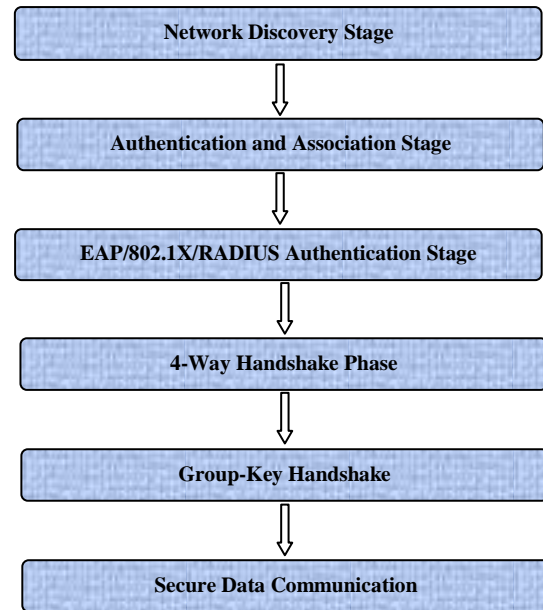 Network Discovery Stage
Authentication and Association Stage
EAP/802.1X/RADIUS Authentication Stage
4-Way Handshake Phase
Group-Key Handshake
Secure Data Communication